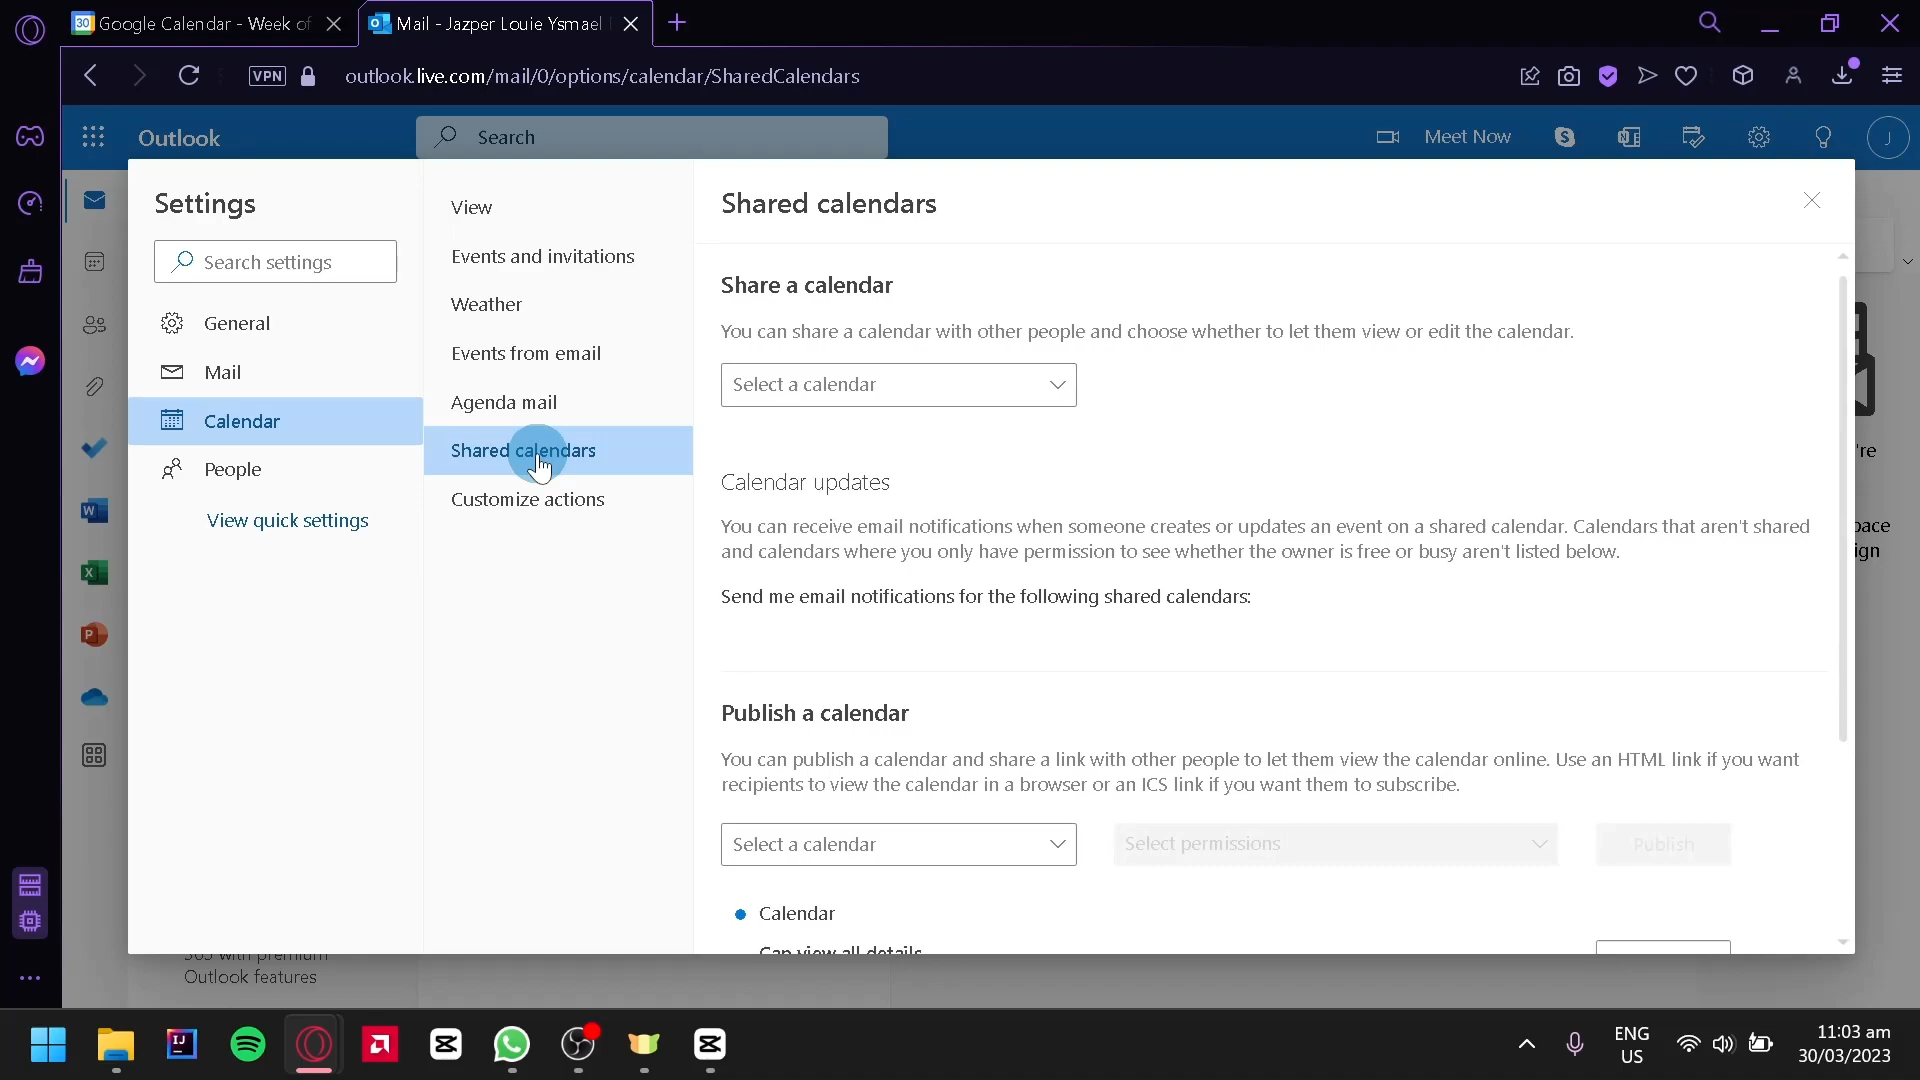 Google Calendar - Week of
Mail - Jazper Louie Ysmael
VPN
outlook.live.com/mail/0/options/calendar/SharedCalendars
Outlook
Search
Meet Now
J
Settings
Search settings
General
Mail
Calendar
People
View quick settings
View
Events and invitations
Weather
Events from email
Agenda mail
Shared calendars
Customize actions
Shared calendars
Share a calendar
You can share a calendar with other people and choose whether to let them view or edit the calendar.
Select a calendar
Calendar updates
You can receive email notifications when someone creates or updates an event on a shared calendar. Calendars that aren't shared
and calendars where you only have permission to see whether the owner is free or busy aren't listed below.
Send me email notifications for the following shared calendars:
Publish a calendar
You can publish a calendar and share a link with other people to let them view the calendar online. Use an HTML link if you want
recipients to view the calendar in a browser or an ICS link if you want them to subscribe.
Select a calendar
Select permissions
Publish
Calendar
Can view all details
're
pace
ign
365 with premium
Outlook features
ENG
US
11:03 am
30/03/2023